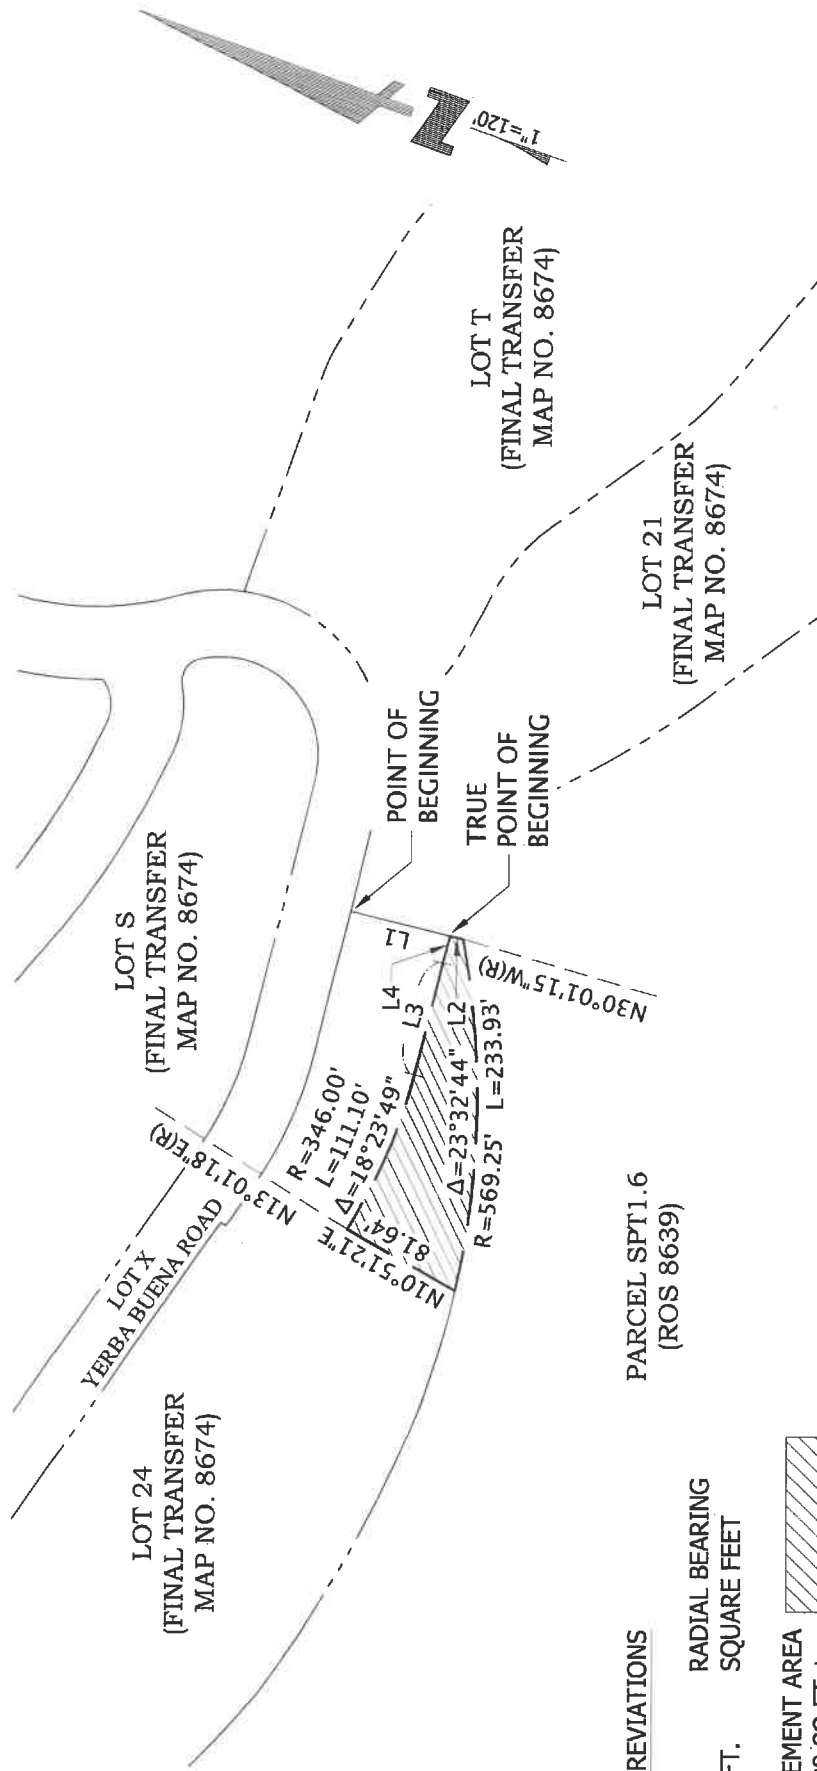 1"=120'
LOT T
(FINAL TRANSFER
MAP NO. 8674)
LOT 21
(FINAL TRANSFER
MAP NO. 8674)
LOT S
(FINAL TRANSFER
MAP NO. 8674)
POINT OF
BEGINNING
TRUE
POINT OF
BEGINNING
L1
L4
L3
L2
N30°01'15"W(R)
N13°01'18"E(R)
R=346.00'
L=111.10'
Δ=18°23'49"
N10°51'21"E
81.64'
Δ=23°32'44"
R=569.25' L=233.93'
LOT X
YERBA BUENA ROAD
LOT 24
(FINAL TRANSFER
MAP NO. 8674)
PARCEL SPT1.6
(ROS 8639)
REVIATIONS
RADIAL BEARING
FT. SQUARE FEET
EMENT AREA